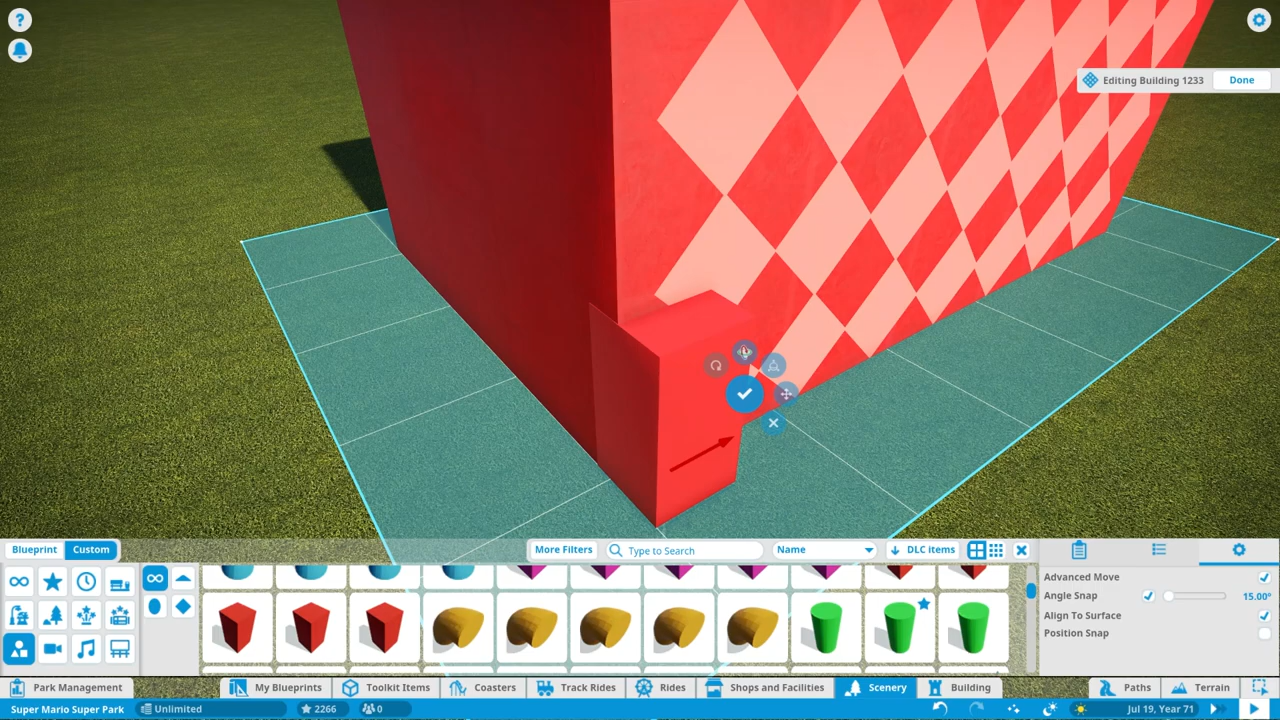 Editing Building 1233
Done
Blueprint
Custom
More Filters
Type to Search
Name
DLC items
Advanced Move
Angle Snap
15.00°
Align To Surface
Position Snap
Park Management
My Blueprints
Toolkit Items
Coasters
Track Rides
Rides
Shops and Facilities
Scenery
Building
Paths
Terrain
Super Mario Super Park
Unlimited
2266
0
Jul 19, Year 71